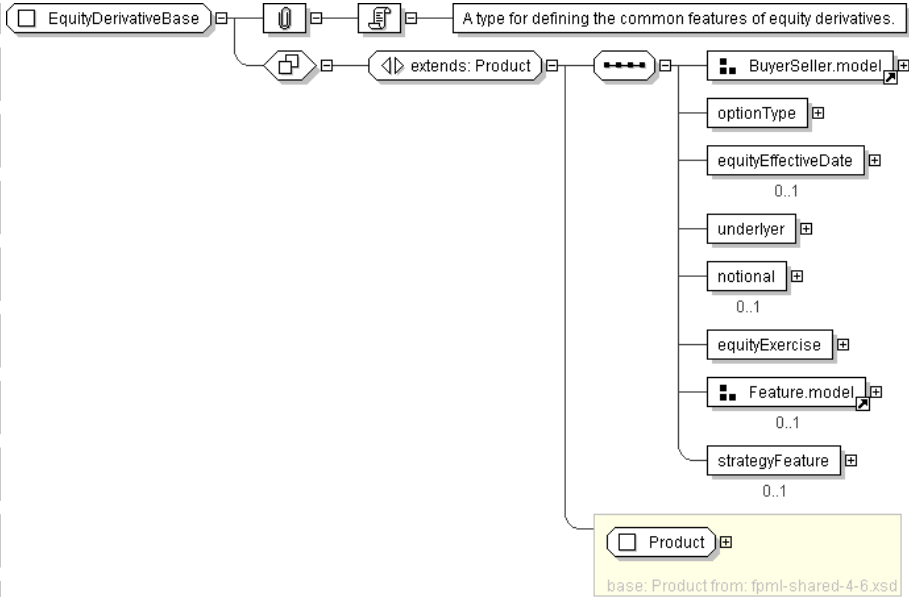 EquityDerivativeBase
A type for defining the common features of equity derivatives.
extends: Product
BuyerSeller.model
optionType
equityEffectiveDate
0..1
underlyer
notional
0..1
equityExercise
Feature.model
0..1
strategyFeature
0..1
Product
base: Product from: fpml-shared-4-6.xsd